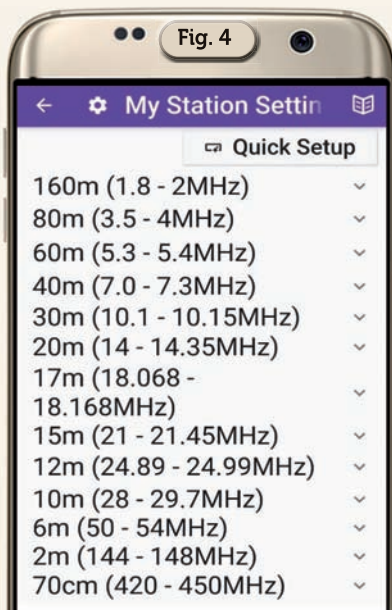 Fig. 4
My Station Settin
Quick Setup
160m (1.8 - 2MHz)
80m (3.5 - 4MHz)
60m (5.3 - 5.4MHz)
40m (7.0 - 7.3MHz)
30m (10.1 - 10.15MHz)
20m (14 - 14.35MHz)
17m (18.068 -
18.168MHz)
15m (21 - 21.45MHz)
12m (24.89 - 24.99MHz)
10m (28 - 29.7MHz)
6m (50 - 54MHz)
2m (144 - 148MHz)
70cm (420 - 450MHz)